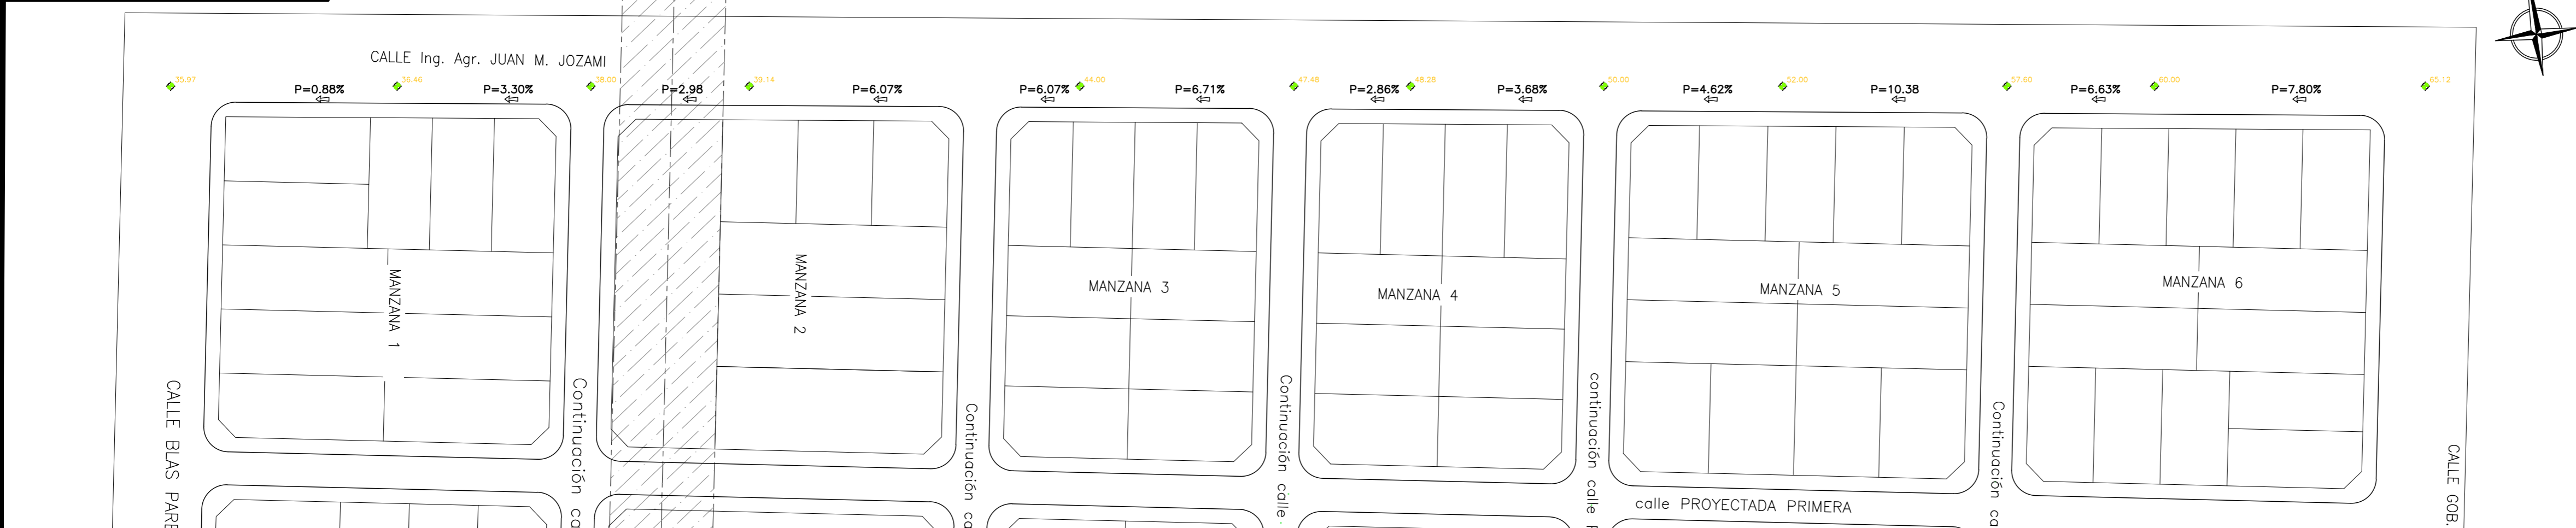 CALLE Ing. Agr. JUAN M. JOZAMI
35.97 36.46 38.00 39.14 44.00 47.48 48.28 50.00 52.00 57.60 60.00 65.12
P=0.88% P=3.30% P=2.98 P=6.07% P=6.07% P=6.71% P=2.86% P=3.68% P=4.62% P=10.38 P=6.63% P=7.80%
MANZANA 1
MANZANA 2
MANZANA 3
MANZANA 4
MANZANA 5
MANZANA 6
CALLE BLAS
Continuación
Continuación
Continuación calle
continuación calle
Continuación
CALLE GOB.
calle PROYECTADA PRIMERA